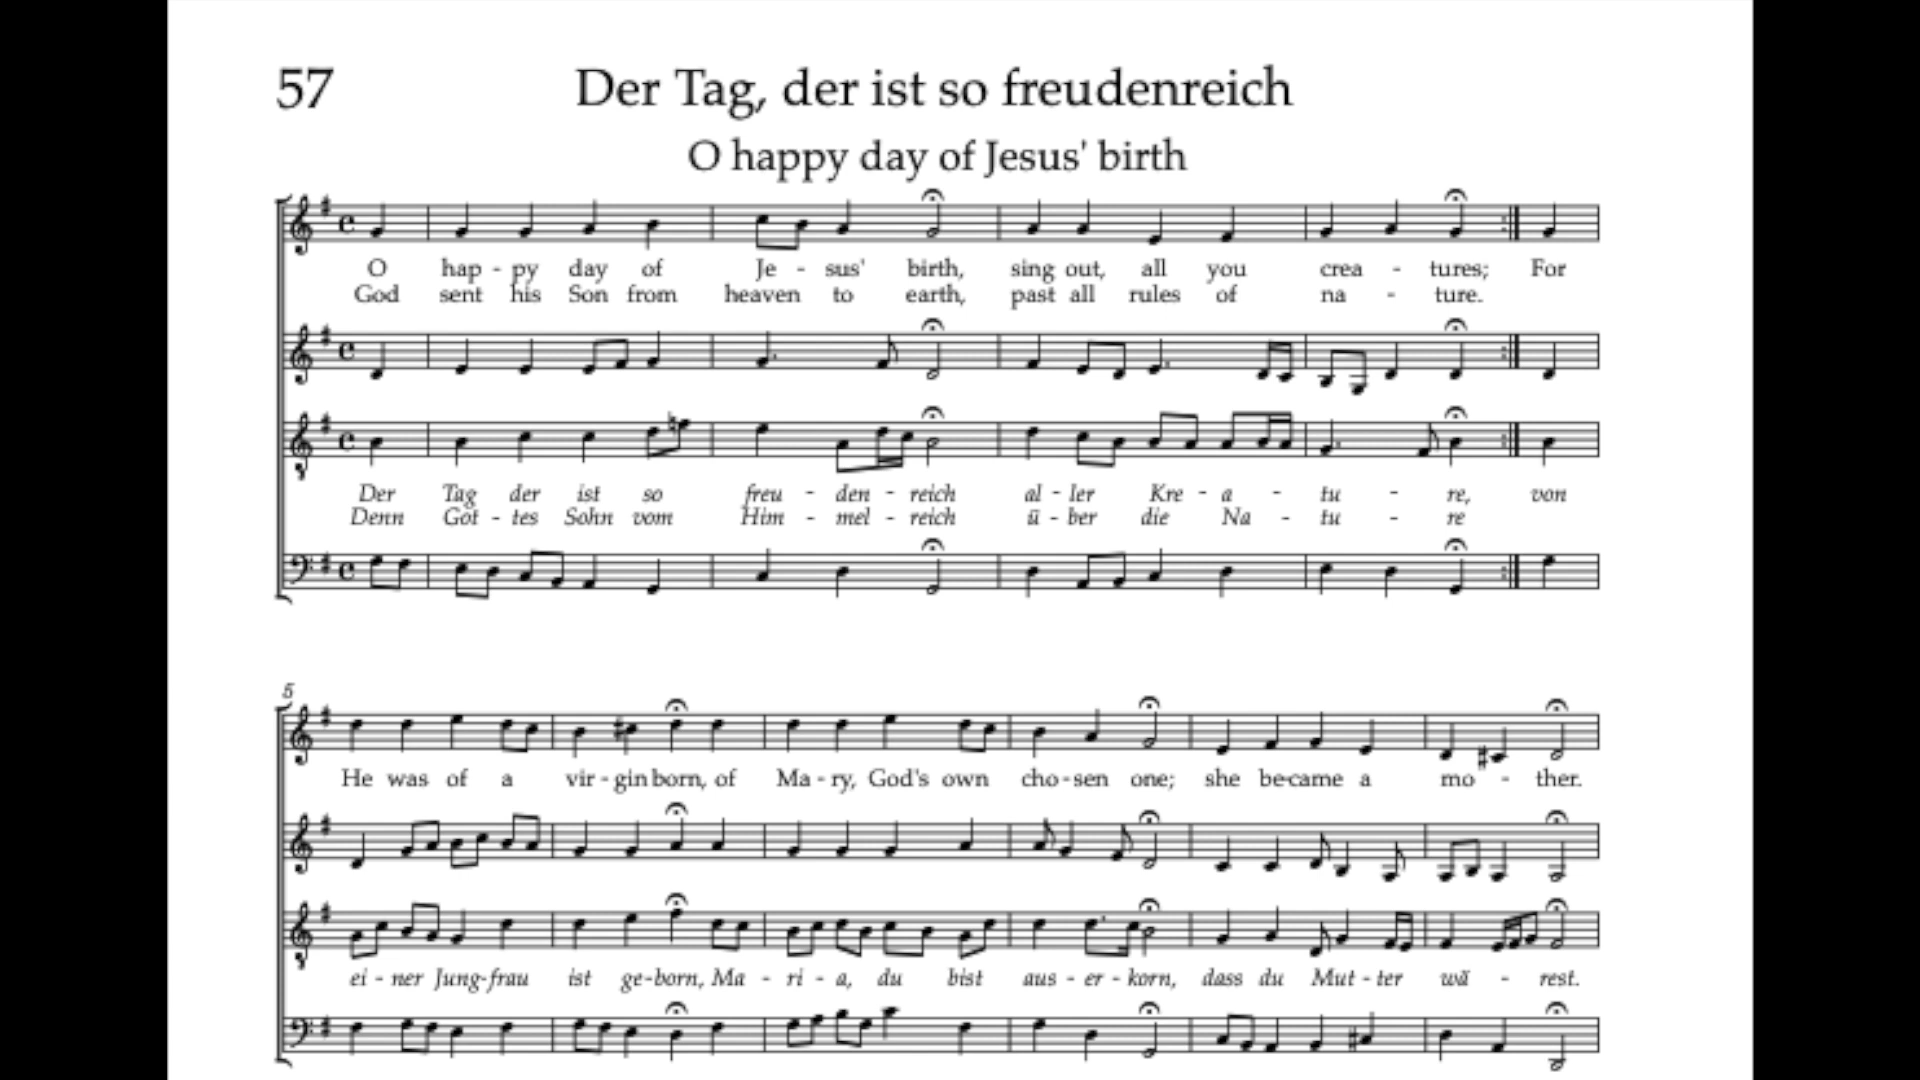 57
Der Tag, der ist so freudenreich
O happy day of Jesus' birth
O hap - py day of Je - sus' birth, sing out, all you crea - tures; For
God sent his Son from heaven to earth, past all rules of na - ture.
Der Tag der ist so freu - den - reich al - ler Kre - a - tu - re, von
Denn Got - tes Sohn vom Him - mel - reich ü - ber die Na - tu - re
5
He was of a vir - gin born, of Ma - ry, God's own cho - sen one; she be-came a mo - ther.
ei - ner Jung-frau ist ge-born, Ma - ri - a, du bist aus - er - korn, dass du Mut - ter wä - rest.